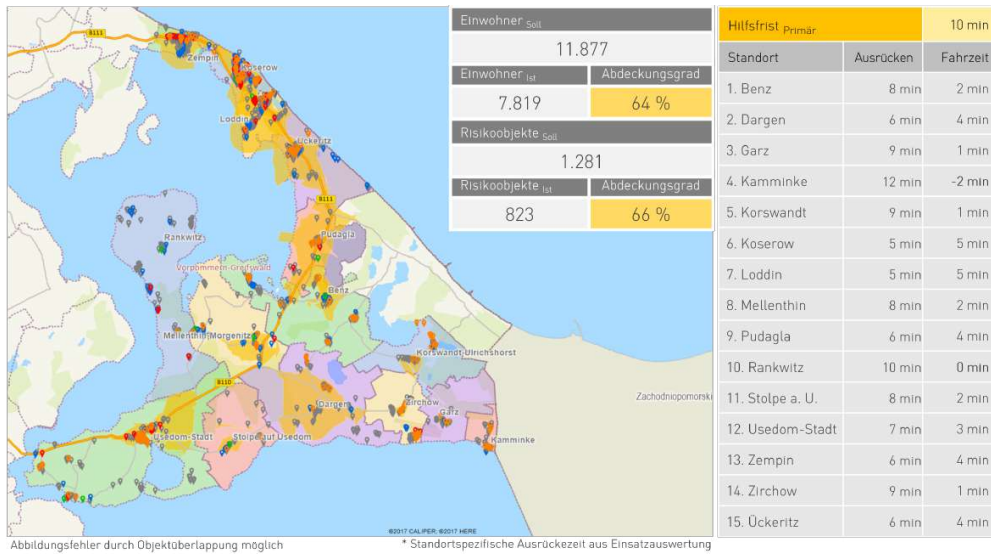 B111
Zempin
Koserow
Loddin
Ückeritz
B111
Rankwitz
Pudagla
Vorpommern-Greifswald
Benz
Mellenthin-Morgenitz
Korswandt-Ulrichshorst
B110
Dargen
Zirchow
Garz
Usedom-Stadt
Stolpe auf Usedom
Kamminke
Zachodniopomorski
©2017 CALIPER; ©2017 HERE
Abbildungsfehler durch Objektüberlappung möglich
* Standortspezifische Ausrückezeit aus Einsatzauswertung
Einwohner Soll
11.877
Einwohner Ist Abdeckungsgrad
7.819 64 %
Risikoobjekte Soll
1.281
Risikoobjekte Ist Abdeckungsgrad
823 66 %
Hilfsfrist Primär 10 min
Standort Ausrücken Fahrzeit
1. Benz 8 min 2 min
2. Dargen 6 min 4 min
3. Garz 9 min 1 min
4. Kamminke 12 min -2 min
5. Korswandt 9 min 1 min
6. Koserow 5 min 5 min
7. Loddin 5 min 5 min
8. Mellenthin 8 min 2 min
9. Pudagla 6 min 4 min
10. Rankwitz 10 min 0 min
11. Stolpe a. U. 8 min 2 min
12. Usedom-Stadt 7 min 3 min
13. Zempin 6 min 4 min
14. Zirchow 9 min 1 min
15. Ückeritz 6 min 4 min